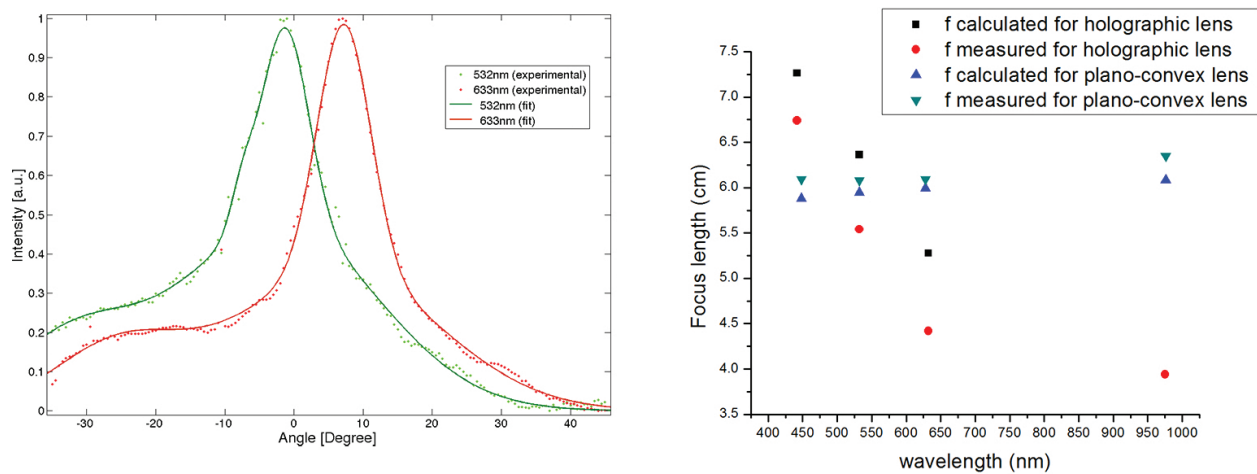 1
0.9
0.8
0.7
0.6
0.5
0.4
0.3
0.2
0.1
0
Intensity [a.u.]
-30
-20
-10
0
10
20
30
40
Angle [Degree]
532nm (experimental)
633nm (experimental)
532nm (fit)
633nm (fit)
f calculated for holographic lens
f measured for holographic lens
f calculated for plano-convex lens
f measured for plano-convex lens
7.5
7.0
6.5
6.0
5.5
5.0
4.5
4.0
3.5
Focus length (cm)
400 450 500 550 600 650 700 750 800 850 900 950 1000
wavelength (nm)